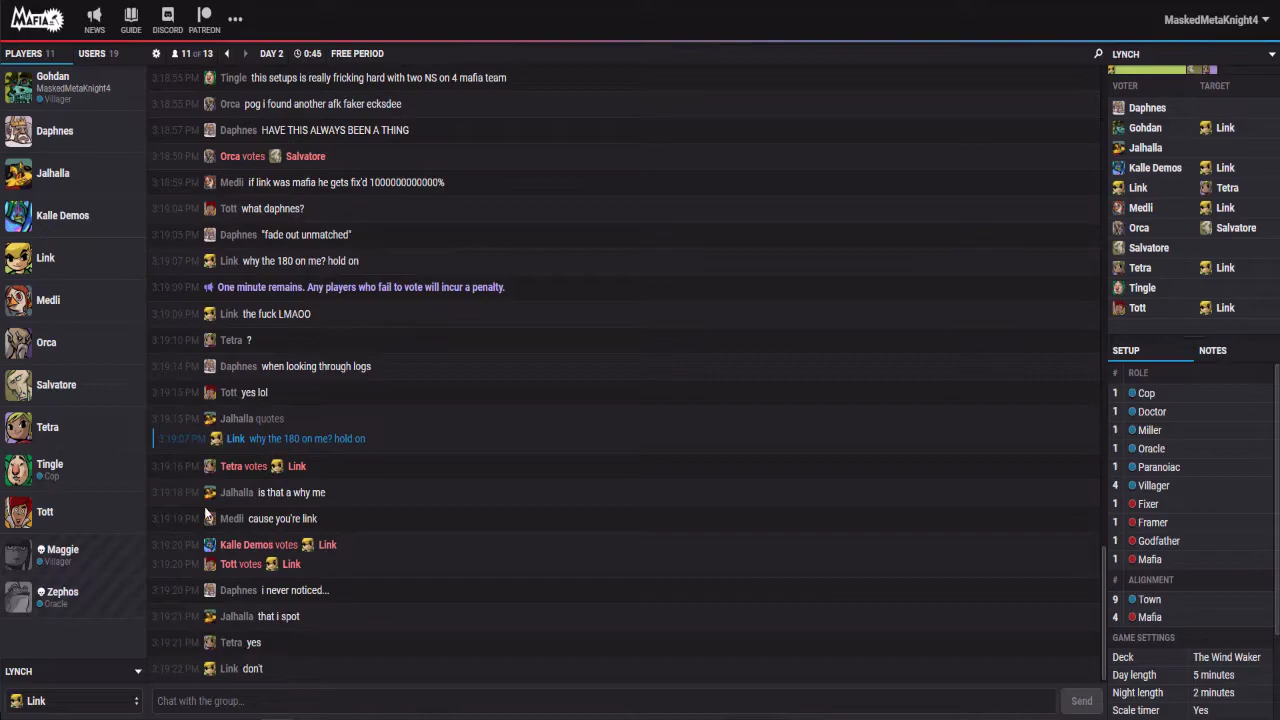 MAFIA
NEWS
GUIDE
DISCORD
PATREON
MaskedMetaKnight4
PLAYERS 11
USERS 19
11 OF 13
DAY 2
0:45
FREE PERIOD
Gohdan
MaskedMetaKnight4
Villager
Daphnes
Jalhalla
Kalle Demos
Link
Medli
Orca
Salvatore
Tetra
Tingle
Cop
Tott
Maggie
Villager
Zephos
Oracle
LYNCH
Link
3:18:55 PM Tingle this setups is really fricking hard with two NS on 4 mafia team
3:18:55 PM Orca pog i found another afk faker ecksdee
3:18:57 PM Daphnes HAVE THIS ALWAYS BEEN A THING
3:18:59 PM Orca votes Salvatore
3:18:59 PM Medli if link was mafia he gets fix'd 1000000000000%
3:19:04 PM Tott what daphnes?
3:19:05 PM Daphnes "fade out unmatched"
3:19:07 PM Link why the 180 on me? hold on
3:19:09 PM One minute remains. Any players who fail to vote will incur a penalty.
3:19:09 PM Link the fuck LMAOO
3:19:10 PM Tetra ?
3:19:14 PM Daphnes when looking through logs
3:19:15 PM Tott yes lol
3:19:15 PM Jalhalla quotes
3:19:07 PM Link why the 180 on me? hold on
3:19:16 PM Tetra votes Link
3:19:18 PM Jalhalla is that a why me
3:19:19 PM Medli cause you're link
3:19:20 PM Kalle Demos votes Link
3:19:20 PM Tott votes Link
3:19:20 PM Daphnes i never noticed...
3:19:21 PM Jalhalla that i spot
3:19:21 PM Tetra yes
3:19:22 PM Link don't
Chat with the group...
Send
LYNCH
VOTER TARGET
Daphnes
Gohdan Link
Jalhalla
Kalle Demos Link
Link Tetra
Medli Link
Orca Salvatore
Salvatore
Tetra Link
Tingle
Tott Link
SETUP
NOTES
# ROLE
1 Cop
1 Doctor
1 Miller
1 Oracle
1 Paranoiac
4 Villager
1 Fixer
1 Framer
1 Godfather
1 Mafia
# ALIGNMENT
9 Town
4 Mafia
GAME SETTINGS
Deck The Wind Waker
Day length 5 minutes
Night length 2 minutes
Scale timer Yes